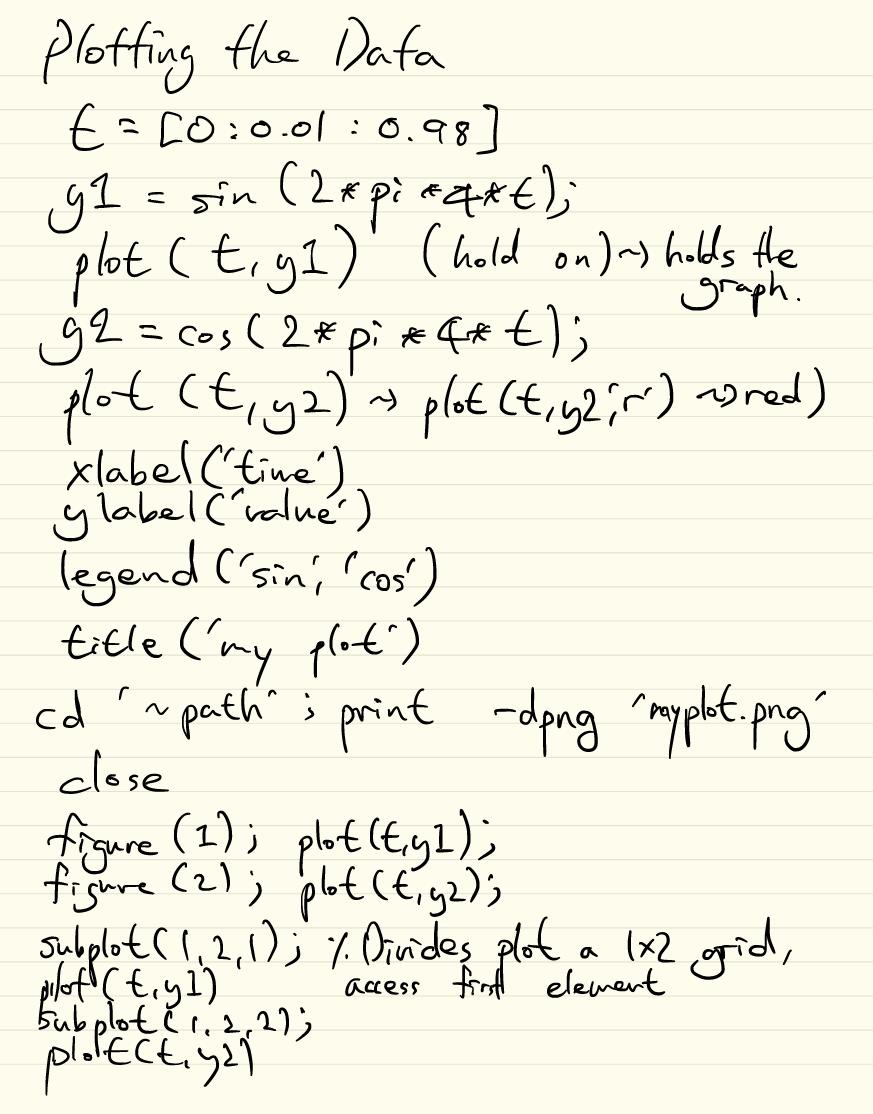 Plotting the Data
t = [0:0.01:0.98]
y1 = sin(2*pi*4*t);
plot(t,y1) (hold on) ~> holds the
graph.
y2 = cos(2*pi*4*t);
plot(t,y2) ~> plot(t,y2,'r') ~> red)
xlabel('time')
ylabel('value')
legend('sin','cos')
title('my plot')
cd '~path'; print -dpng 'myplot.png'
close
figure(1); plot(t,y1);
figure(2); plot(t,y2);
subplot(1,2,1); % Divides plot a 1x2 grid,
plot(t,y1) access first element
subplot(1,2,2);
plot(t,y2)